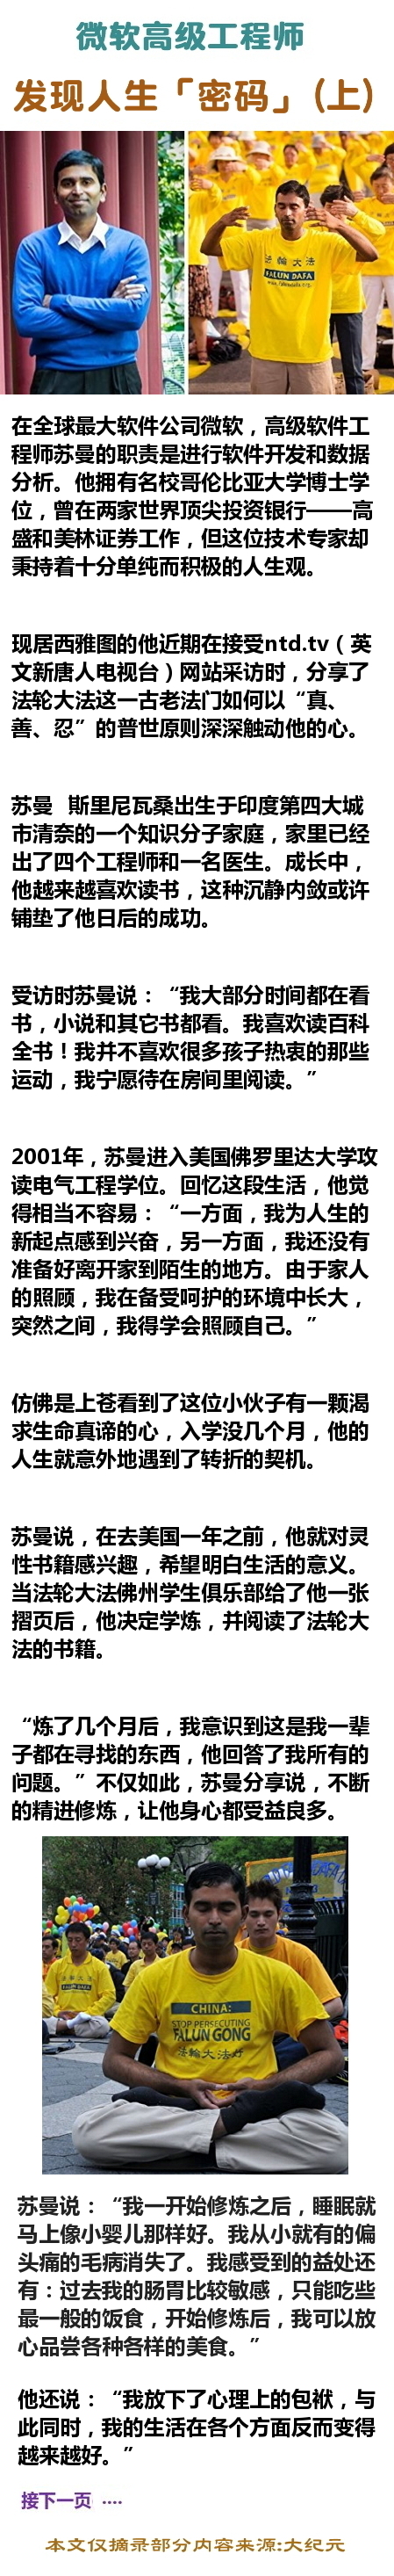 微软高级工程师
发现人生「密码」(上)
法輪大法
FALUN DAFA
www.falundafa.org
在全球最大软件公司微软，高级软件工
程师苏曼的职责是进行软件开发和数据
分析。他拥有名校哥伦比亚大学博士学
位，曾在两家世界顶尖投资银行——高
盛和美林证券工作，但这位技术专家却
秉持着十分单纯而积极的人生观。
现居西雅图的他近期在接受ntd.tv（英
文新唐人电视台）网站采访时，分享了
法轮大法这一古老法门如何以“真、
善、忍”的普世原则深深触动他的心。
苏曼 斯里尼瓦桑出生于印度第四大城
市清奈的一个知识分子家庭，家里已经
出了四个工程师和一名医生。成长中，
他越来越喜欢读书，这种沉静内敛或许
铺垫了他日后的成功。
受访时苏曼说：“我大部分时间都在看
书，小说和其它书都看。我喜欢读百科
全书！我并不喜欢很多孩子热衷的那些
运动，我宁愿待在房间里阅读。”
2001年，苏曼进入美国佛罗里达大学攻
读电气工程学位。回忆这段生活，他觉
得相当不容易：“一方面，我为人生的
新起点感到兴奋，另一方面，我还没有
准备好离开家到陌生的地方。由于家人
的照顾，我在备受呵护的环境中长大，
突然之间，我得学会照顾自己。”
仿佛是上苍看到了这位小伙子有一颗渴
求生命真谛的心，入学没几个月，他的
人生就意外地遇到了转折的契机。
苏曼说，在去美国一年之前，他就对灵
性书籍感兴趣，希望明白生活的意义。
当法轮大法佛州学生俱乐部给了他一张
摺页后，他决定学炼，并阅读了法轮大
法的书籍。
“炼了几个月后，我意识到这是我一辈
子都在寻找的东西，他回答了我所有的
问题。”不仅如此，苏曼分享说，不断
的精进修炼，让他身心都受益良多。
CHINA:
STOP PERSECUTING
FALUN GONG
法輪大法好
苏曼说：“我一开始修炼之后，睡眠就
马上像小婴儿那样好。我从小就有的偏
头痛的毛病消失了。我感受到的益处还
有：过去我的肠胃比较敏感，只能吃些
最一般的饭食，开始修炼后，我可以放
心品尝各种各样的美食。”
他还说：“我放下了心理上的包袱，与
此同时，我的生活在各个方面反而变得
越来越好。”
接下一页 ····
本文仅摘录部分内容来源:大纪元